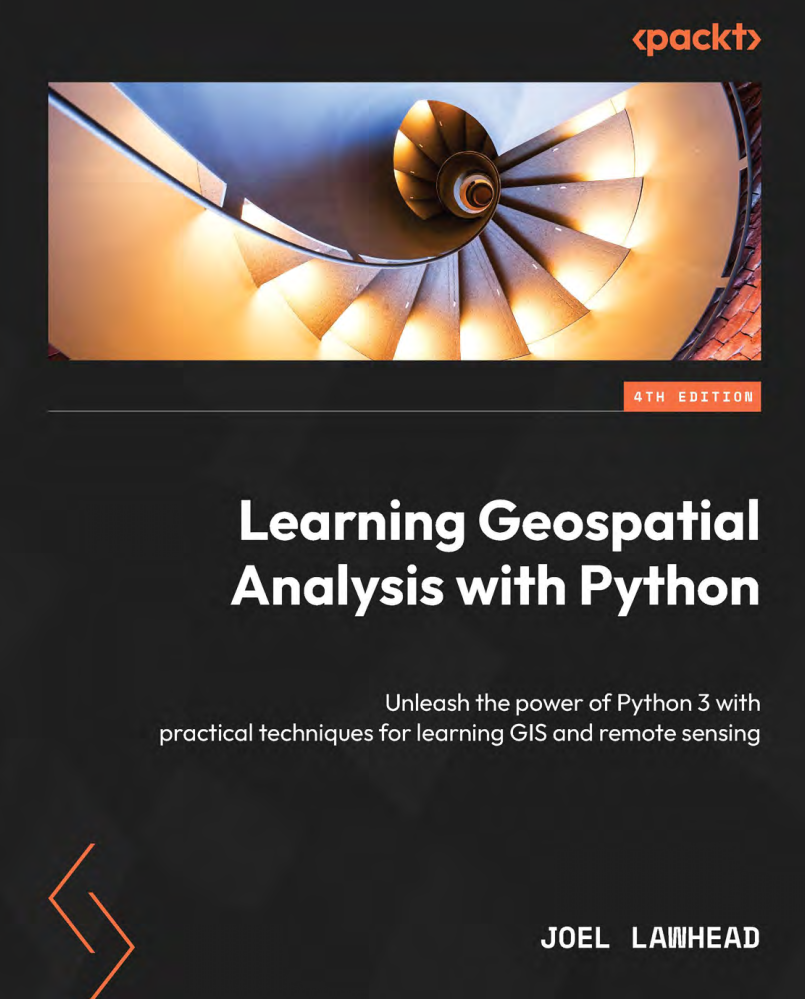 <packt>
4TH EDITION
Learning Geospatial
Analysis with Python
Unleash the power of Python 3 with
practical techniques for learning GIS and remote sensing
JOEL LAWHEAD